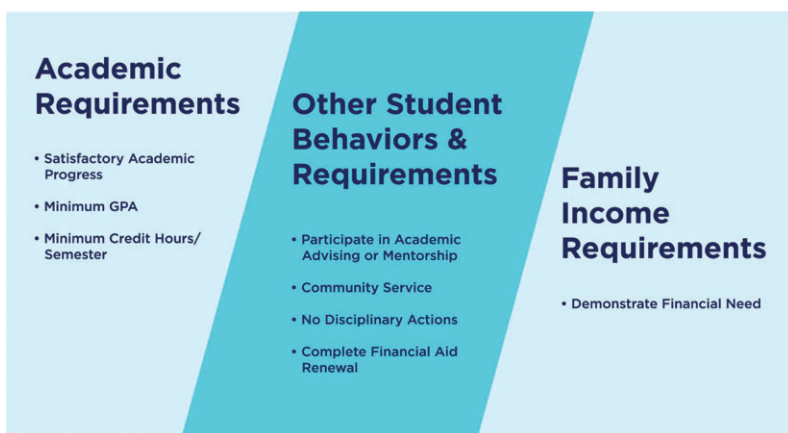 Academic
Requirements
• Satisfactory Academic
Progress
• Minimum GPA
• Minimum Credit Hours/
Semester
Other Student
Behaviors &
Requirements
• Participate in Academic
Advising or Mentorship
• Community Service
• No Disciplinary Actions
• Complete Financial Aid
Renewal
Family
Income
Requirements
• Demonstrate Financial Need